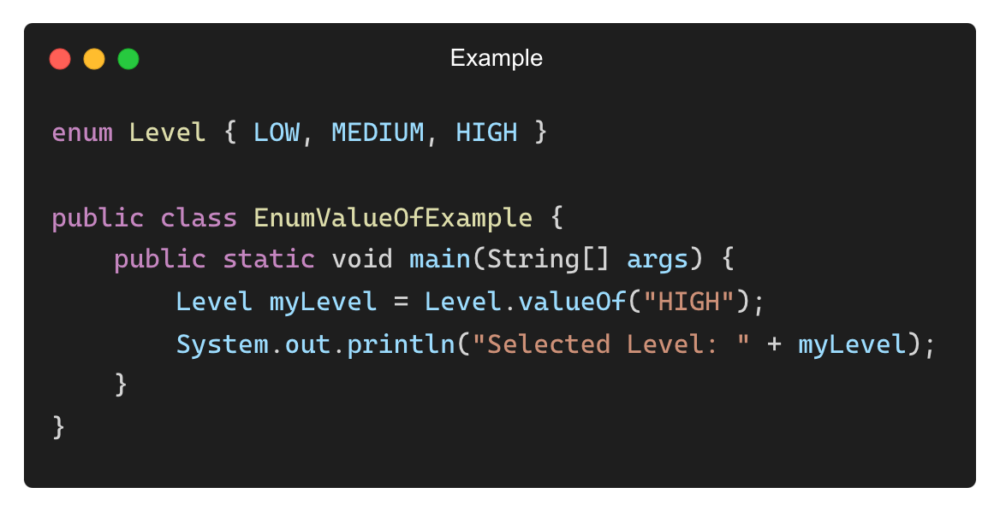 Example
enum Level { LOW, MEDIUM, HIGH }
public class EnumValueOfExample {
    public static void main(String[] args) {
        Level myLevel = Level.valueOf("HIGH");
        System.out.println("Selected Level: " + myLevel);
    }
}